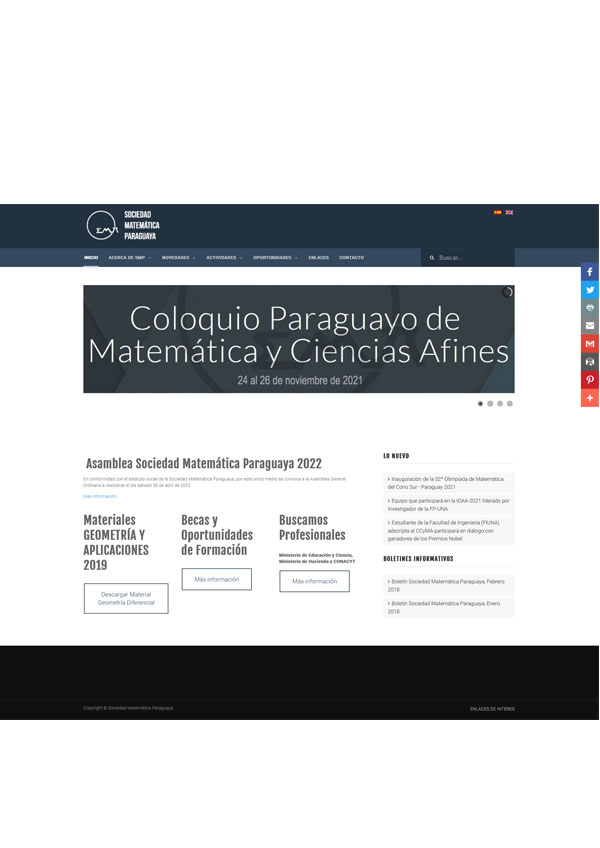 SOCIEDAD
MATEMÁTICA
PARAGUAYA
INICIO
ACERCA DE SMP
NOVEDADES
ACTIVIDADES
OPORTUNIDADES
ENLACES
CONTACTO
Buscar...
Coloquio Paraguayo de
Matemática y Ciencias Afines
24 al 26 de noviembre de 2021
Asamblea Sociedad Matemática Paraguaya 2022
En conformidad con el estatuto social de la Sociedad Matemática Paraguaya, por este único medio se convoca a la Asamblea General
Ordinaria a realizarse el día sábado 30 de abril de 2022
Más información
Materiales
GEOMETRÍA Y
APLICACIONES
2019
Descargar Material
Geometría Diferencial
Becas y
Oportunidades
de Formación
Más información
Buscamos
Profesionales
Ministerio de Educación y Ciencia,
Ministerio de Hacienda y CONACYT
Más información
LO NUEVO
Inauguración de la 32º Olimpiada de Matemática
del Cono Sur - Paraguay 2021
Equipo que participará en la IOAA-2021 liderado por
Investigador de la FP-UNA
Estudiante de la Facultad de Ingeniería (FIUNA)
adscripta al CCyMA participará en diálogo con
ganadores de los Premios Nobel
BOLETINES INFORMATIVOS
Boletín Sociedad Matemática Paraguaya, Febrero
2018
Boletín Sociedad Matemática Paraguaya, Enero
2018
Copyright © Sociedad Matemática Paraguaya
ENLACES DE INTERES